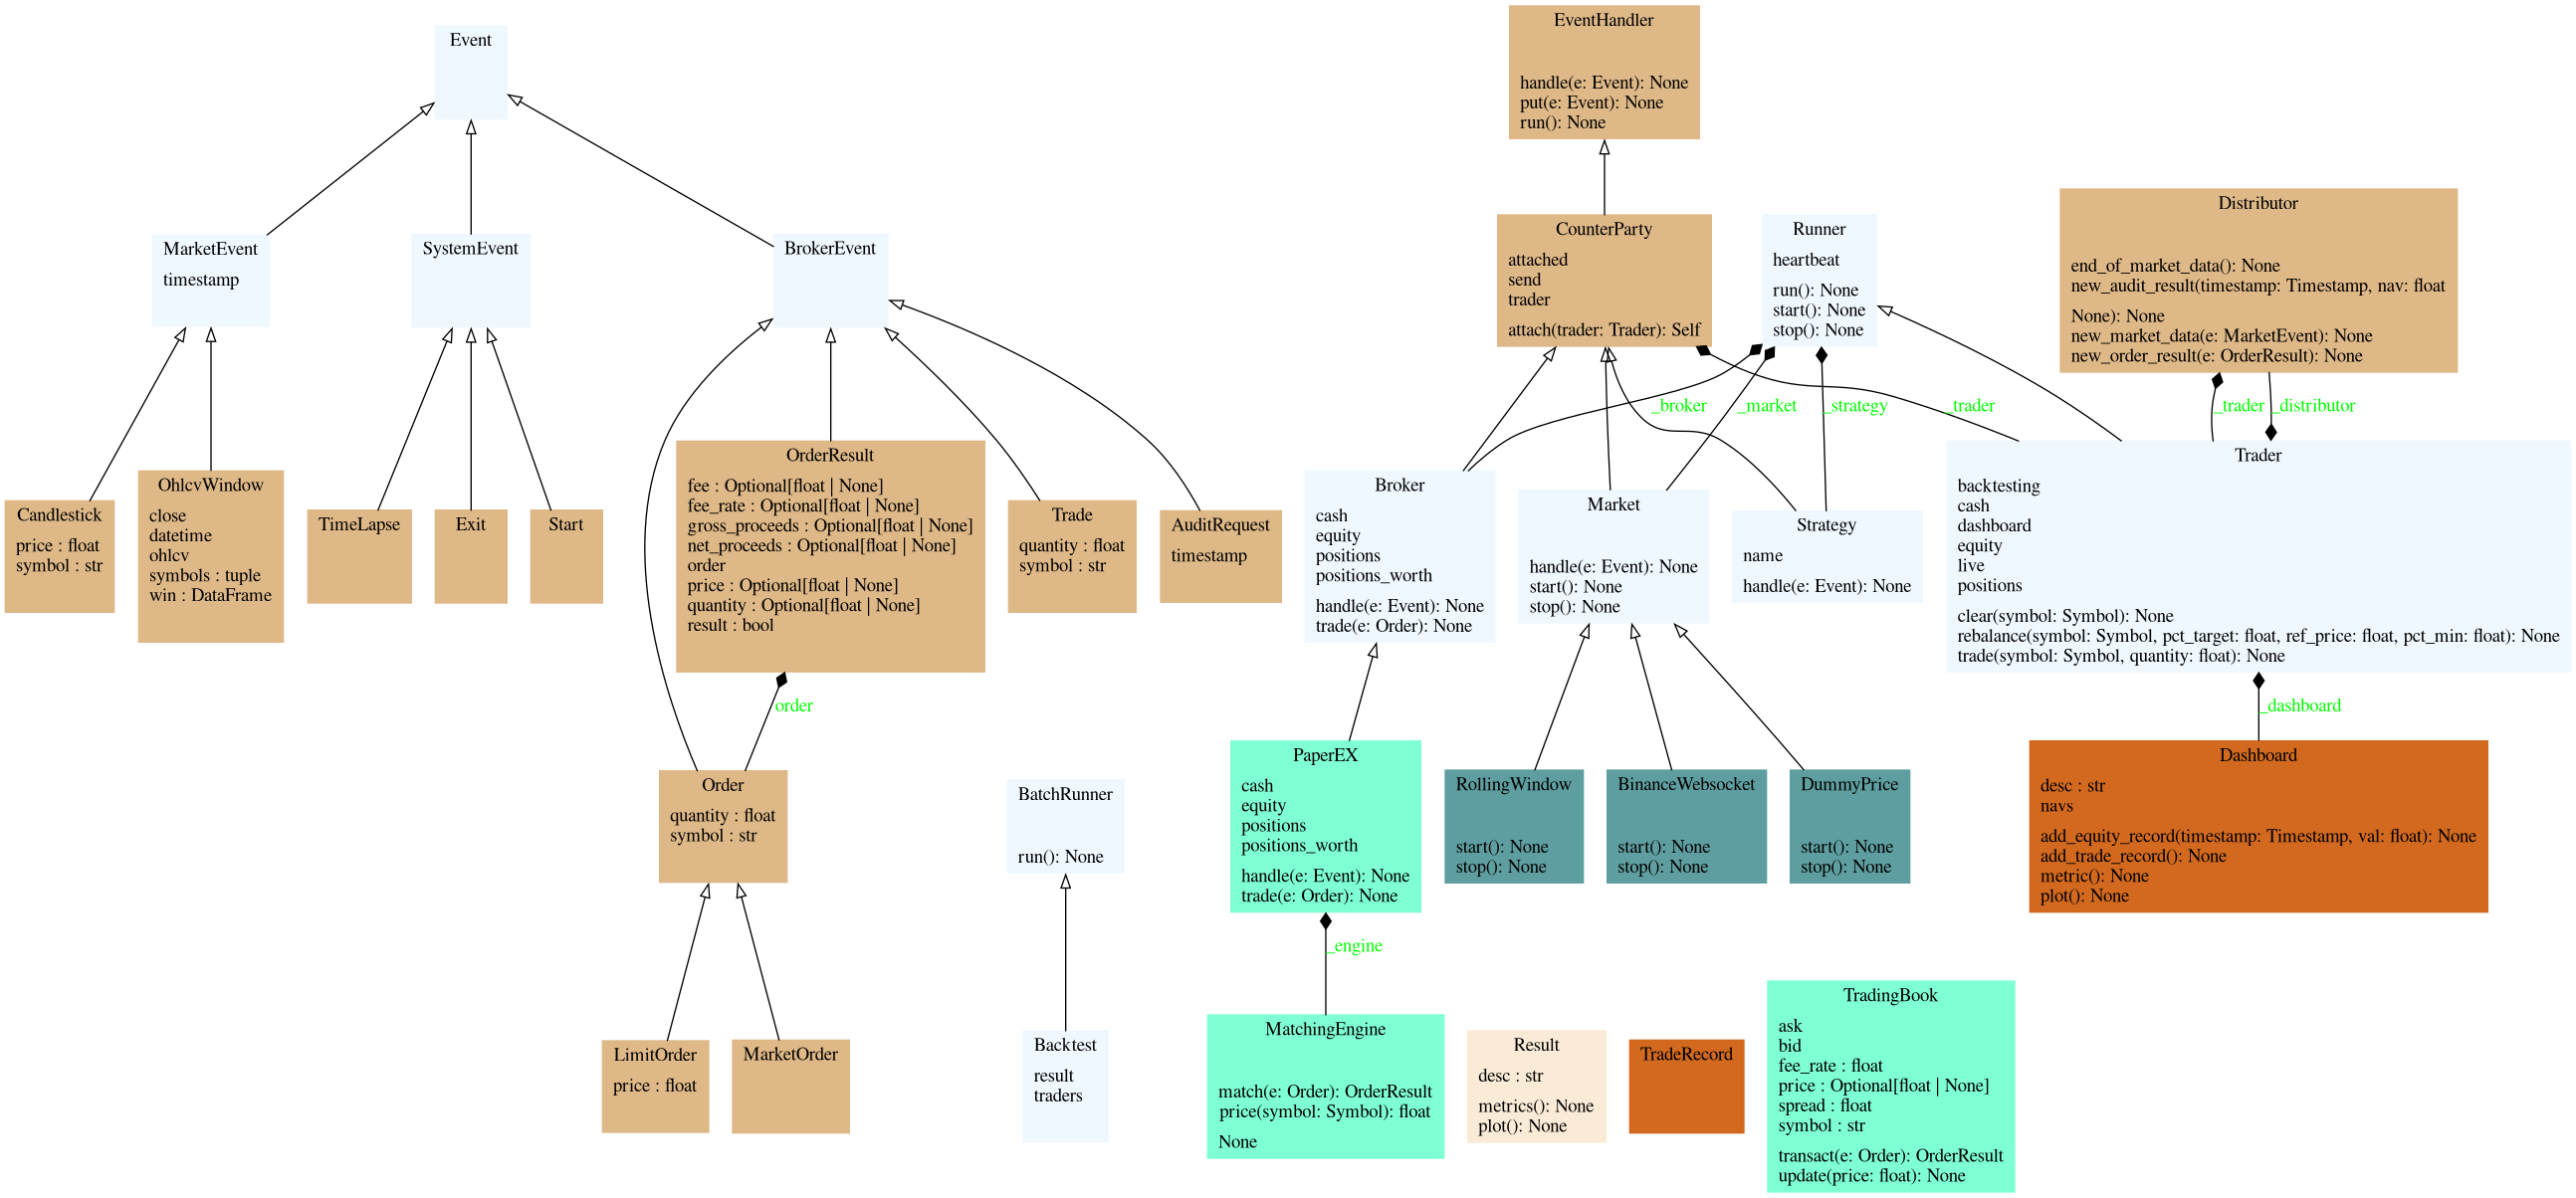 Event
EventHandler
handle(e: Event): None
put(e: Event): None
run(): None
MarketEvent
timestamp
SystemEvent
BrokerEvent
CounterParty
attached
send
trader
attach(trader: Trader): Self
Runner
heartbeat
run(): None
start(): None
stop(): None
Distributor
end_of_market_data(): None
new_audit_result(timestamp: Timestamp, nav: float
None): None
new_market_data(e: MarketEvent): None
new_order_result(e: OrderResult): None
_broker
_market
_strategy
_trader
_trader
_distributor
Candlestick
price : float
symbol : str
OhlcvWindow
close
datetime
ohlcv
symbols : tuple
win : DataFrame
TimeLapse
Exit
Start
OrderResult
fee : Optional[float | None]
fee_rate : Optional[float | None]
gross_proceeds : Optional[float | None]
net_proceeds : Optional[float | None]
order
price : Optional[float | None]
quantity : Optional[float | None]
result : bool
Trade
quantity : float
symbol : str
AuditRequest
timestamp
Broker
cash
equity
positions
positions_worth
handle(e: Event): None
trade(e: Order): None
Market
handle(e: Event): None
start(): None
stop(): None
Strategy
name
handle(e: Event): None
Trader
backtesting
cash
dashboard
equity
live
positions
clear(symbol: Symbol): None
rebalance(symbol: Symbol, pct_target: float, ref_price: float, pct_min: float): None
trade(symbol: Symbol, quantity: float): None
order
_dashboard
Order
quantity : float
symbol : str
BatchRunner
run(): None
PaperEX
cash
equity
positions
positions_worth
handle(e: Event): None
trade(e: Order): None
RollingWindow
start(): None
stop(): None
BinanceWebsocket
start(): None
stop(): None
DummyPrice
start(): None
stop(): None
Dashboard
desc : str
navs
add_equity_record(timestamp: Timestamp, val: float): None
add_trade_record(): None
metric(): None
plot(): None
_engine
LimitOrder
price : float
MarketOrder
Backtest
result
traders
MatchingEngine
match(e: Order): OrderResult
price(symbol: Symbol): float
None
Result
desc : str
metrics(): None
plot(): None
TradeRecord
TradingBook
ask
bid
fee_rate : float
price : Optional[float | None]
spread : float
symbol : str
transact(e: Order): OrderResult
update(price: float): None